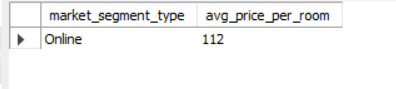 market_segment_type avg_price_per_room
Online 112